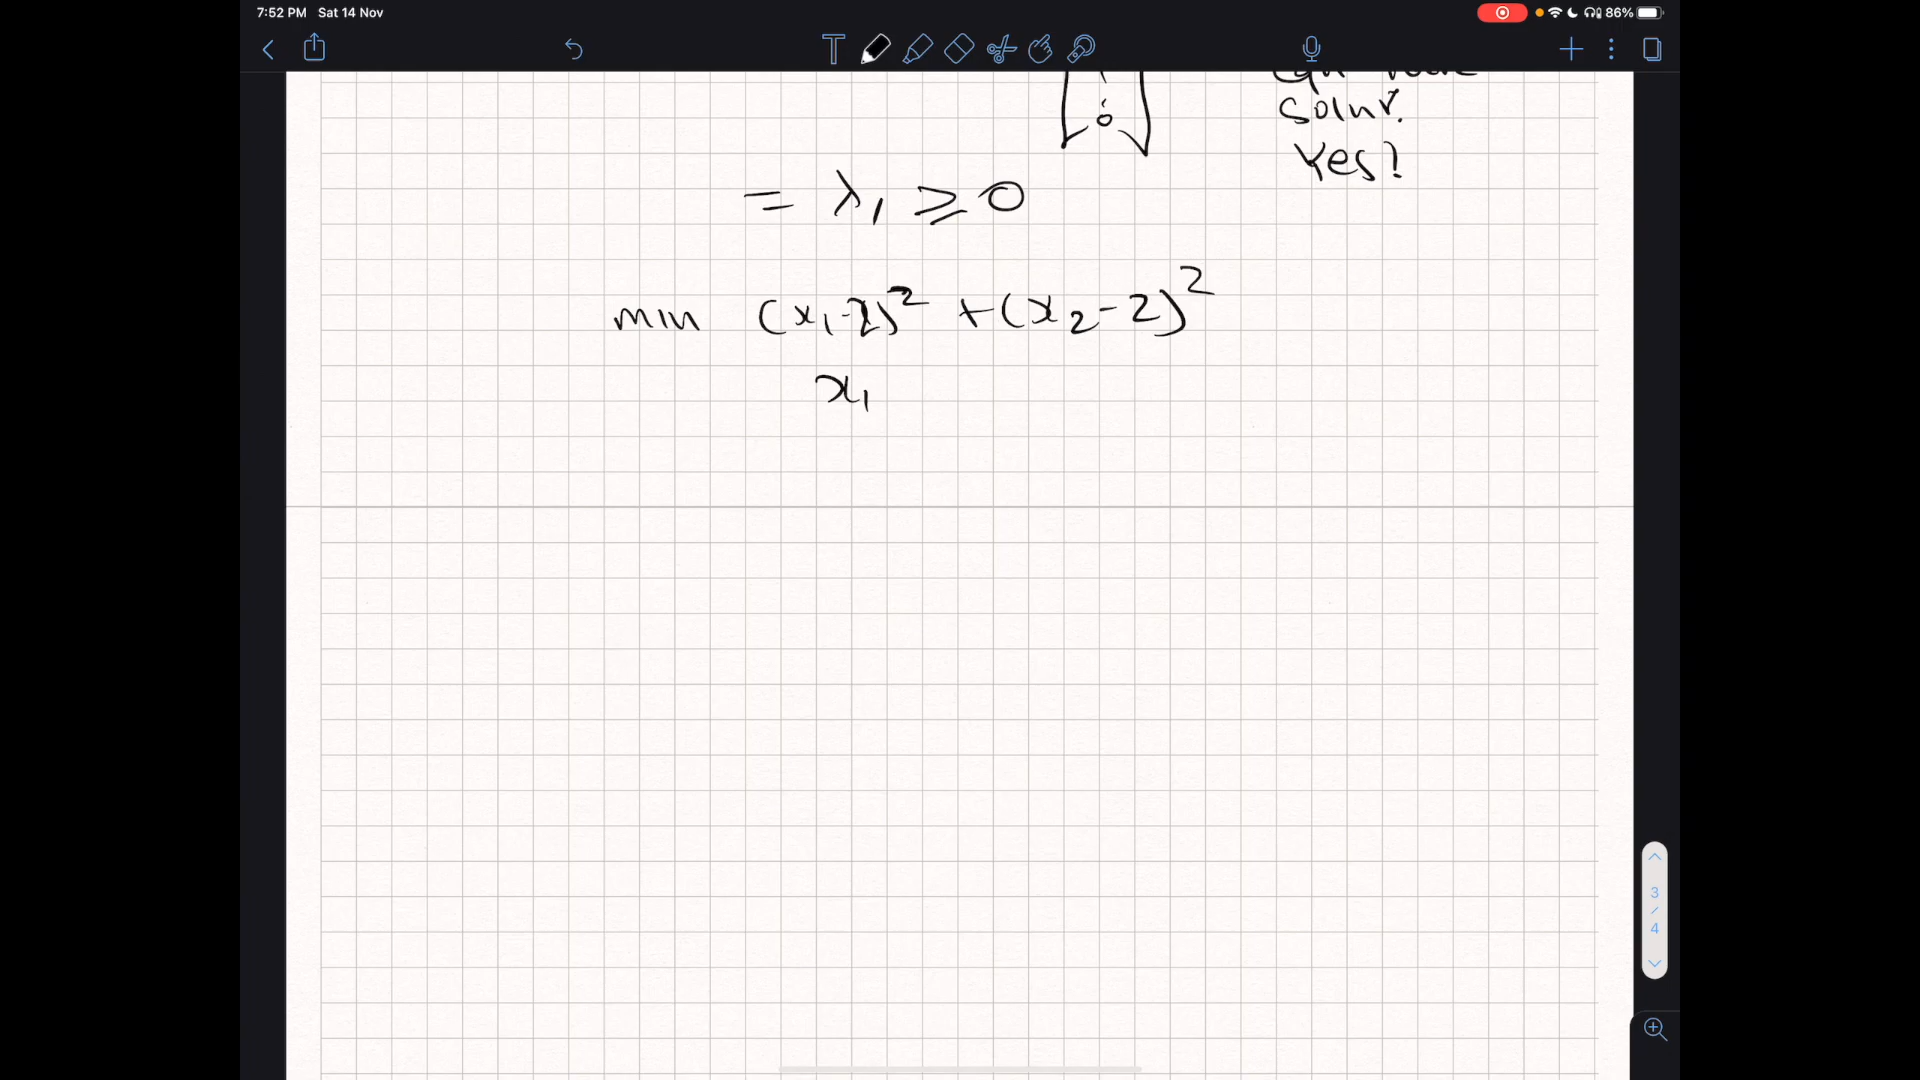 7:52 PM Sat 14 Nov
86%
T
0
Soln?
Yes?
= λ₁ ≥ 0
min (x₁-2)² + (x₂-2)²
x₁
3
/
4